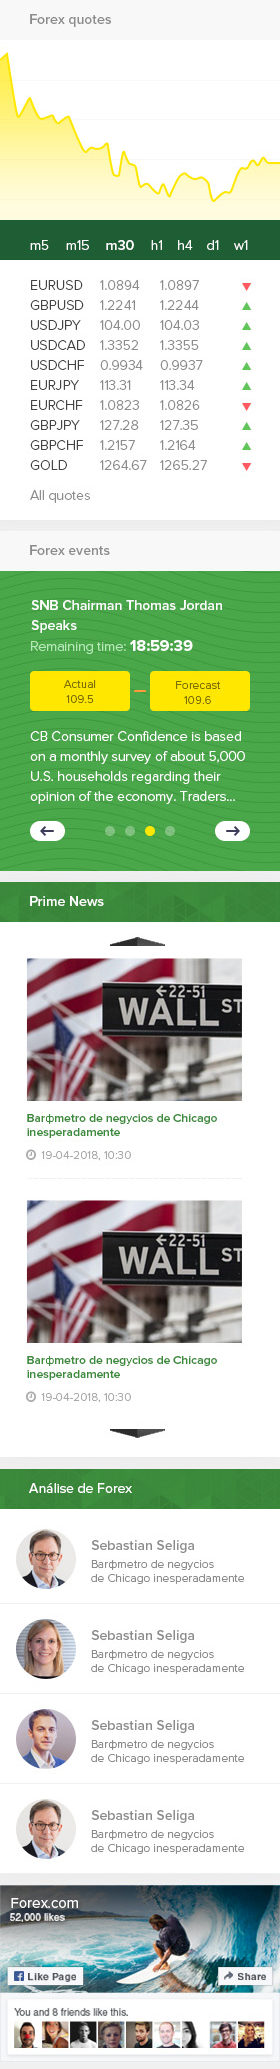 Forex quotes
m5 m15 m30 h1 h4 d1 w1
EURUSD 1.0894 1.0897
GBPUSD 1.2241 1.2244
USDJPY 104.00 104.03
USDCAD 1.3352 1.3355
USDCHF 0.9934 0.9937
EURJPY 113.31 113.34
EURCHF 1.0823 1.0826
GBPJPY 127.28 127.35
GBPCHF 1.2157 1.2164
GOLD 1264.67 1265.27
All quotes
Forex events
SNB Chairman Thomas Jordan
Speaks
Remaining time: 18:59:39
Actual
109.5
Forecast
109.6
CB Consumer Confidence is based
on a monthly survey of about 5,000
U.S. households regarding their
opinion of the economy. Traders...
Prime News
←22-51
WALL ST
Barфmetro de negycios de Chicago
inesperadamente
19-04-2018, 10:30
←22-51
WALL ST
Barфmetro de negycios de Chicago
inesperadamente
19-04-2018, 10:30
Análise de Forex
Sebastian Seliga
Barфmetro de negycios
de Chicago inesperadamente
Sebastian Seliga
Barфmetro de negycios
de Chicago inesperadamente
Sebastian Seliga
Barфmetro de negycios
de Chicago inesperadamente
Sebastian Seliga
Barфmetro de negycios
de Chicago inesperadamente
Forex.com
52,000 likes
Like Page
Share
You and 8 friends like this.